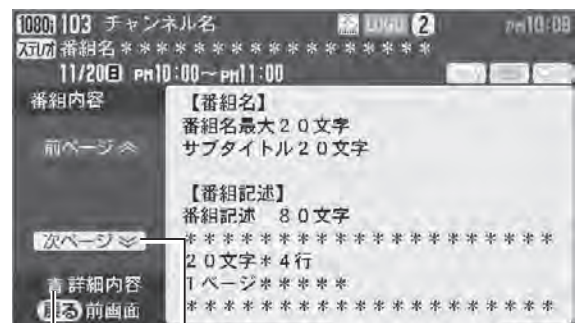 1080i 103 チャンネル名 LOGO 2 PM10:08
ステレオ 番組名********************
11/20日 PM10:00~PM11:00
番組内容
【番組名】
番組名最大20文字
前ページ
サブタイトル20文字
【番組記述】
番組記述 80文字
次ページ
********************
20文字*4行
青 詳細内容
1ページ*****
戻る 前画面
********************